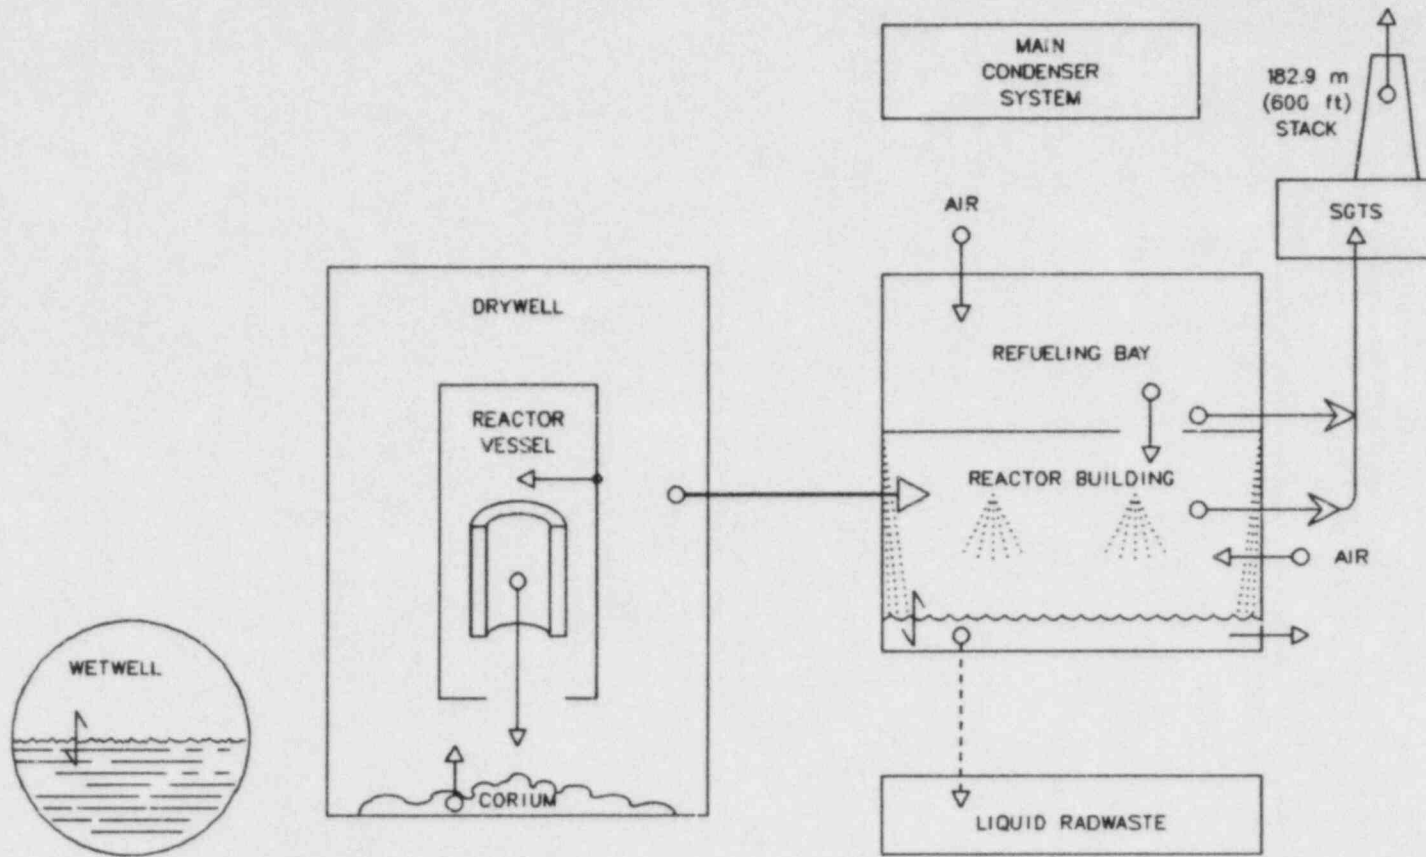 MAIN
CONDENSER
SYSTEM
182.9 m
(600 ft)
STACK
SGTS
AIR
DRYWELL
REFUELING BAY
REACTOR
VESSEL
REACTOR BUILDING
AIR
WETWELL
CORIUM
LIQUID RADWASTE